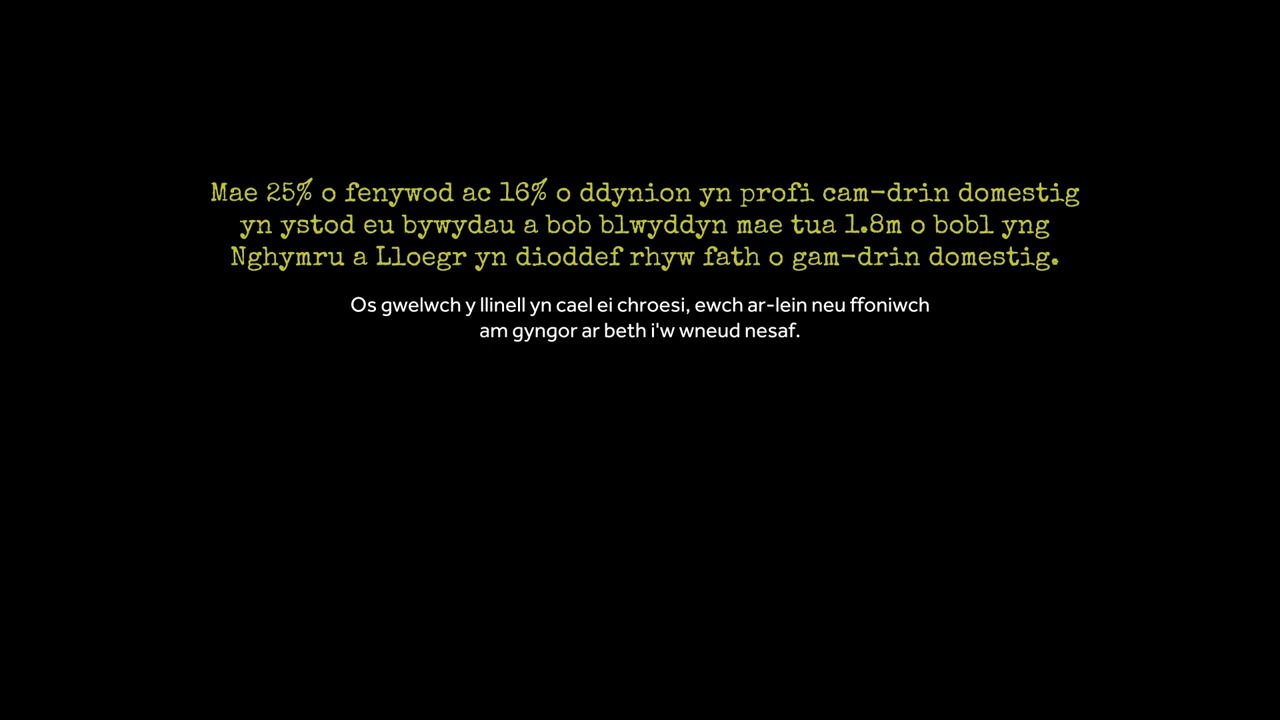 Mae 25% o fenywod ac 16% o ddynion yn profi cam-drin domestig
yn ystod eu bywydau a bob blwyddyn mae tua 1.8m o bobl yng
Nghymru a Lloegr yn dioddef rhyw fath o gam-drin domestig.
Os gwelwch y llinell yn cael ei chroesi, ewch ar-lein neu ffoniwch
am gyngor ar beth i'w wneud nesaf.